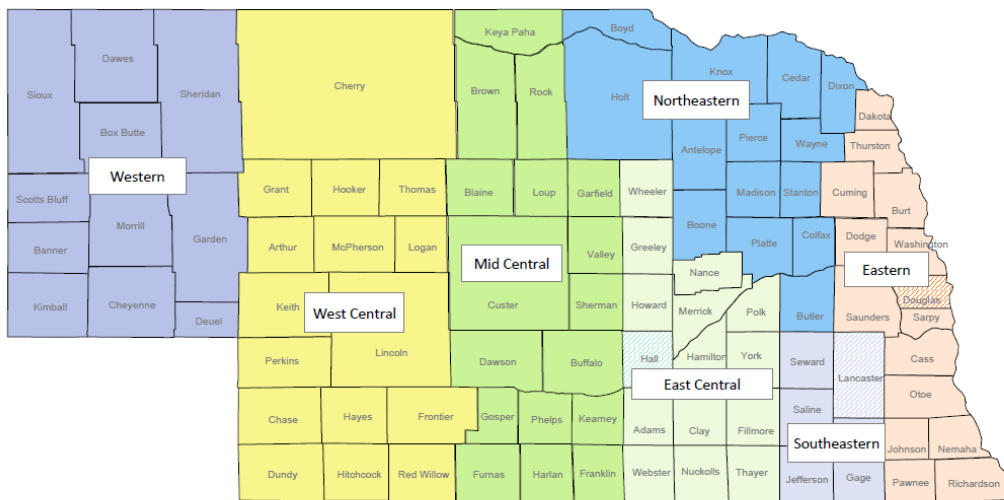 Keya Paha
Boyd
Dawes
Sioux
Sheridan
Cherry
Brown
Rock
Holt
Knox
Cedar
Dixon
Northeastern
Dakota
Box Butte
Antelope
Pierce
Wayne
Thurston
Western
Grant
Hooker
Thomas
Blaine
Loup
Garfield
Wheeler
Madison
Stanton
Cuming
Burt
Scotts Bluff
Morrill
Garden
Banner
Arthur
McPherson
Logan
Mid Central
Valley
Greeley
Boone
Platte
Colfax
Dodge
Washington
Eastern
Nance
Kimball
Cheyenne
Deuel
Keith
West Central
Custer
Sherman
Howard
Merrick
Polk
Butler
Saunders
Douglas
Sarpy
Perkins
Lincoln
Dawson
Buffalo
Hall
Hamilton
York
Seward
Lancaster
Cass
East Central
Otoe
Chase
Hayes
Frontier
Gosper
Phelps
Kearney
Adams
Clay
Fillmore
Saline
Southeastern
Johnson
Nemaha
Dundy
Hitchcock
Red Willow
Furnas
Harlan
Franklin
Webster
Nuckolls
Thayer
Jefferson
Gage
Pawnee
Richardson